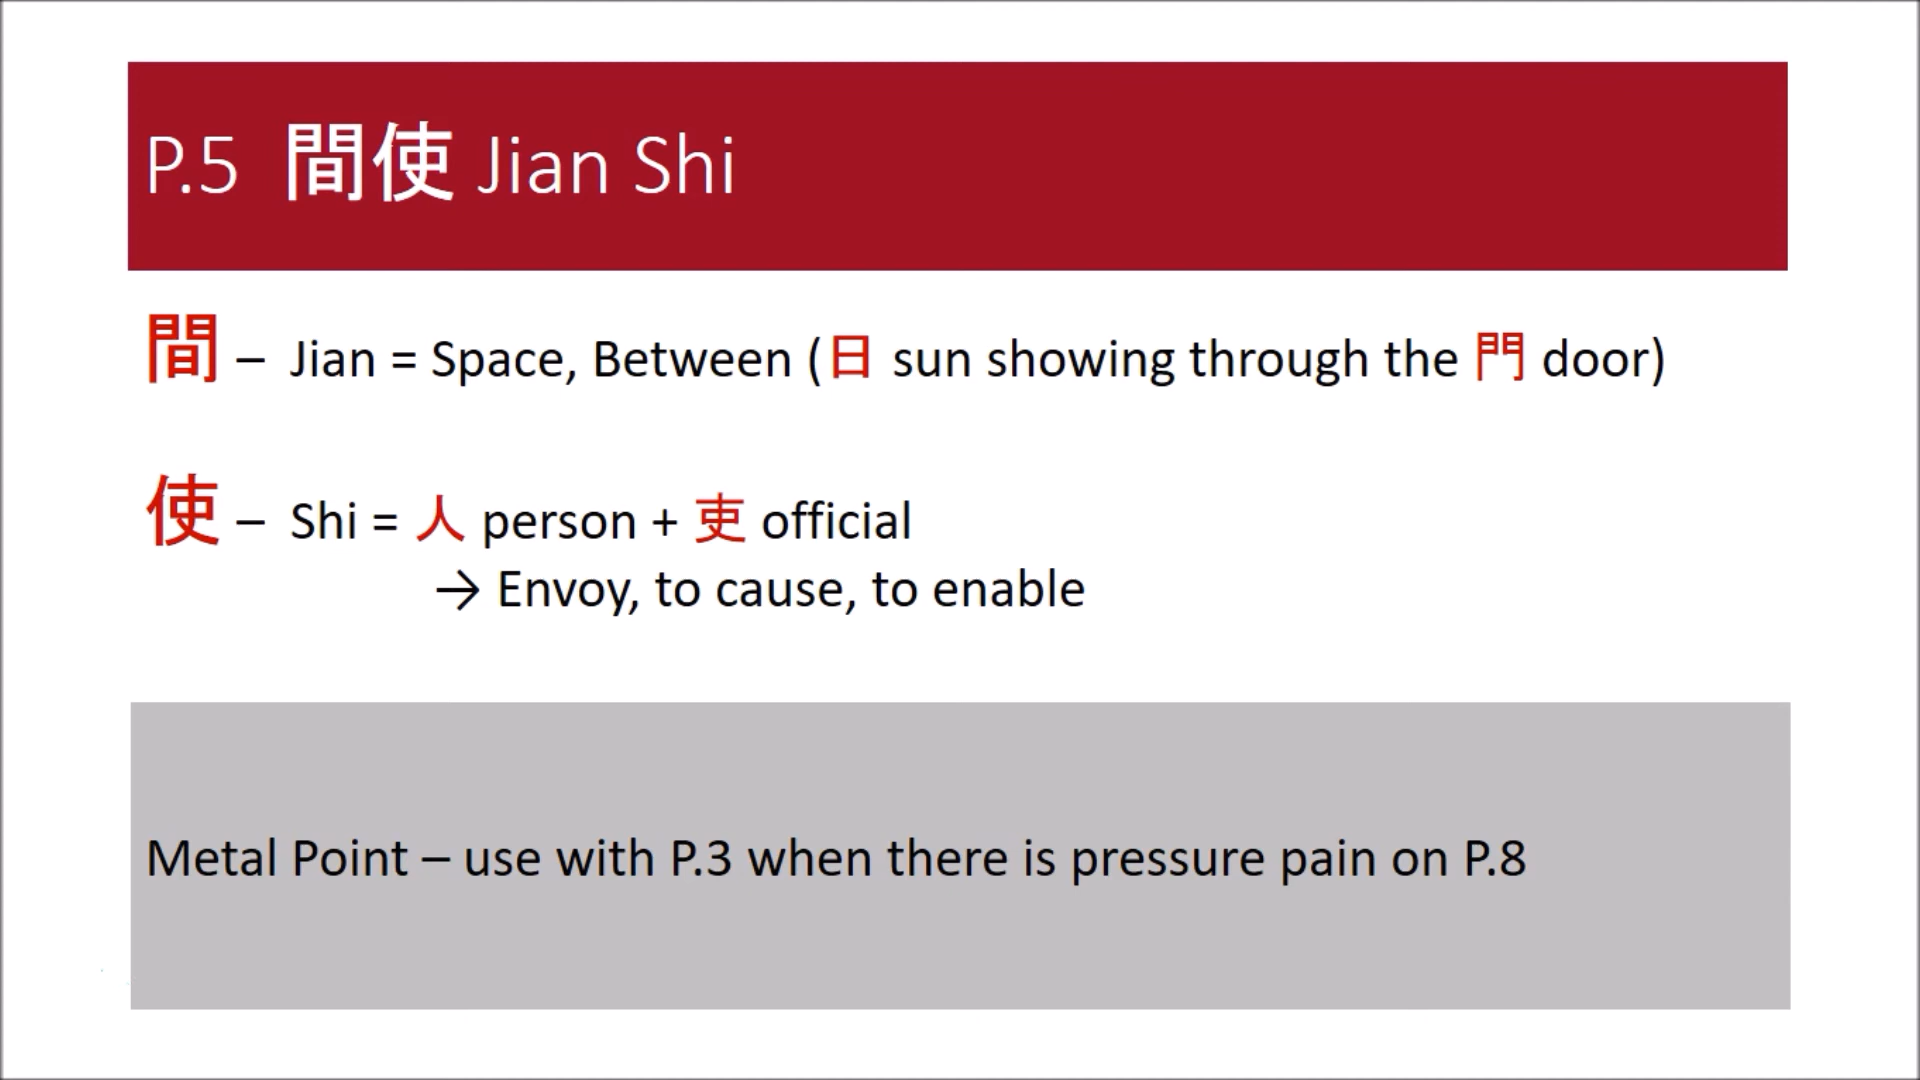 P.5 間使 Jian Shi
間 – Jian = Space, Between (日 sun showing through the 門 door)
使 – Shi = 人 person + 吏 official
→ Envoy, to cause, to enable
Metal Point – use with P.3 when there is pressure pain on P.8